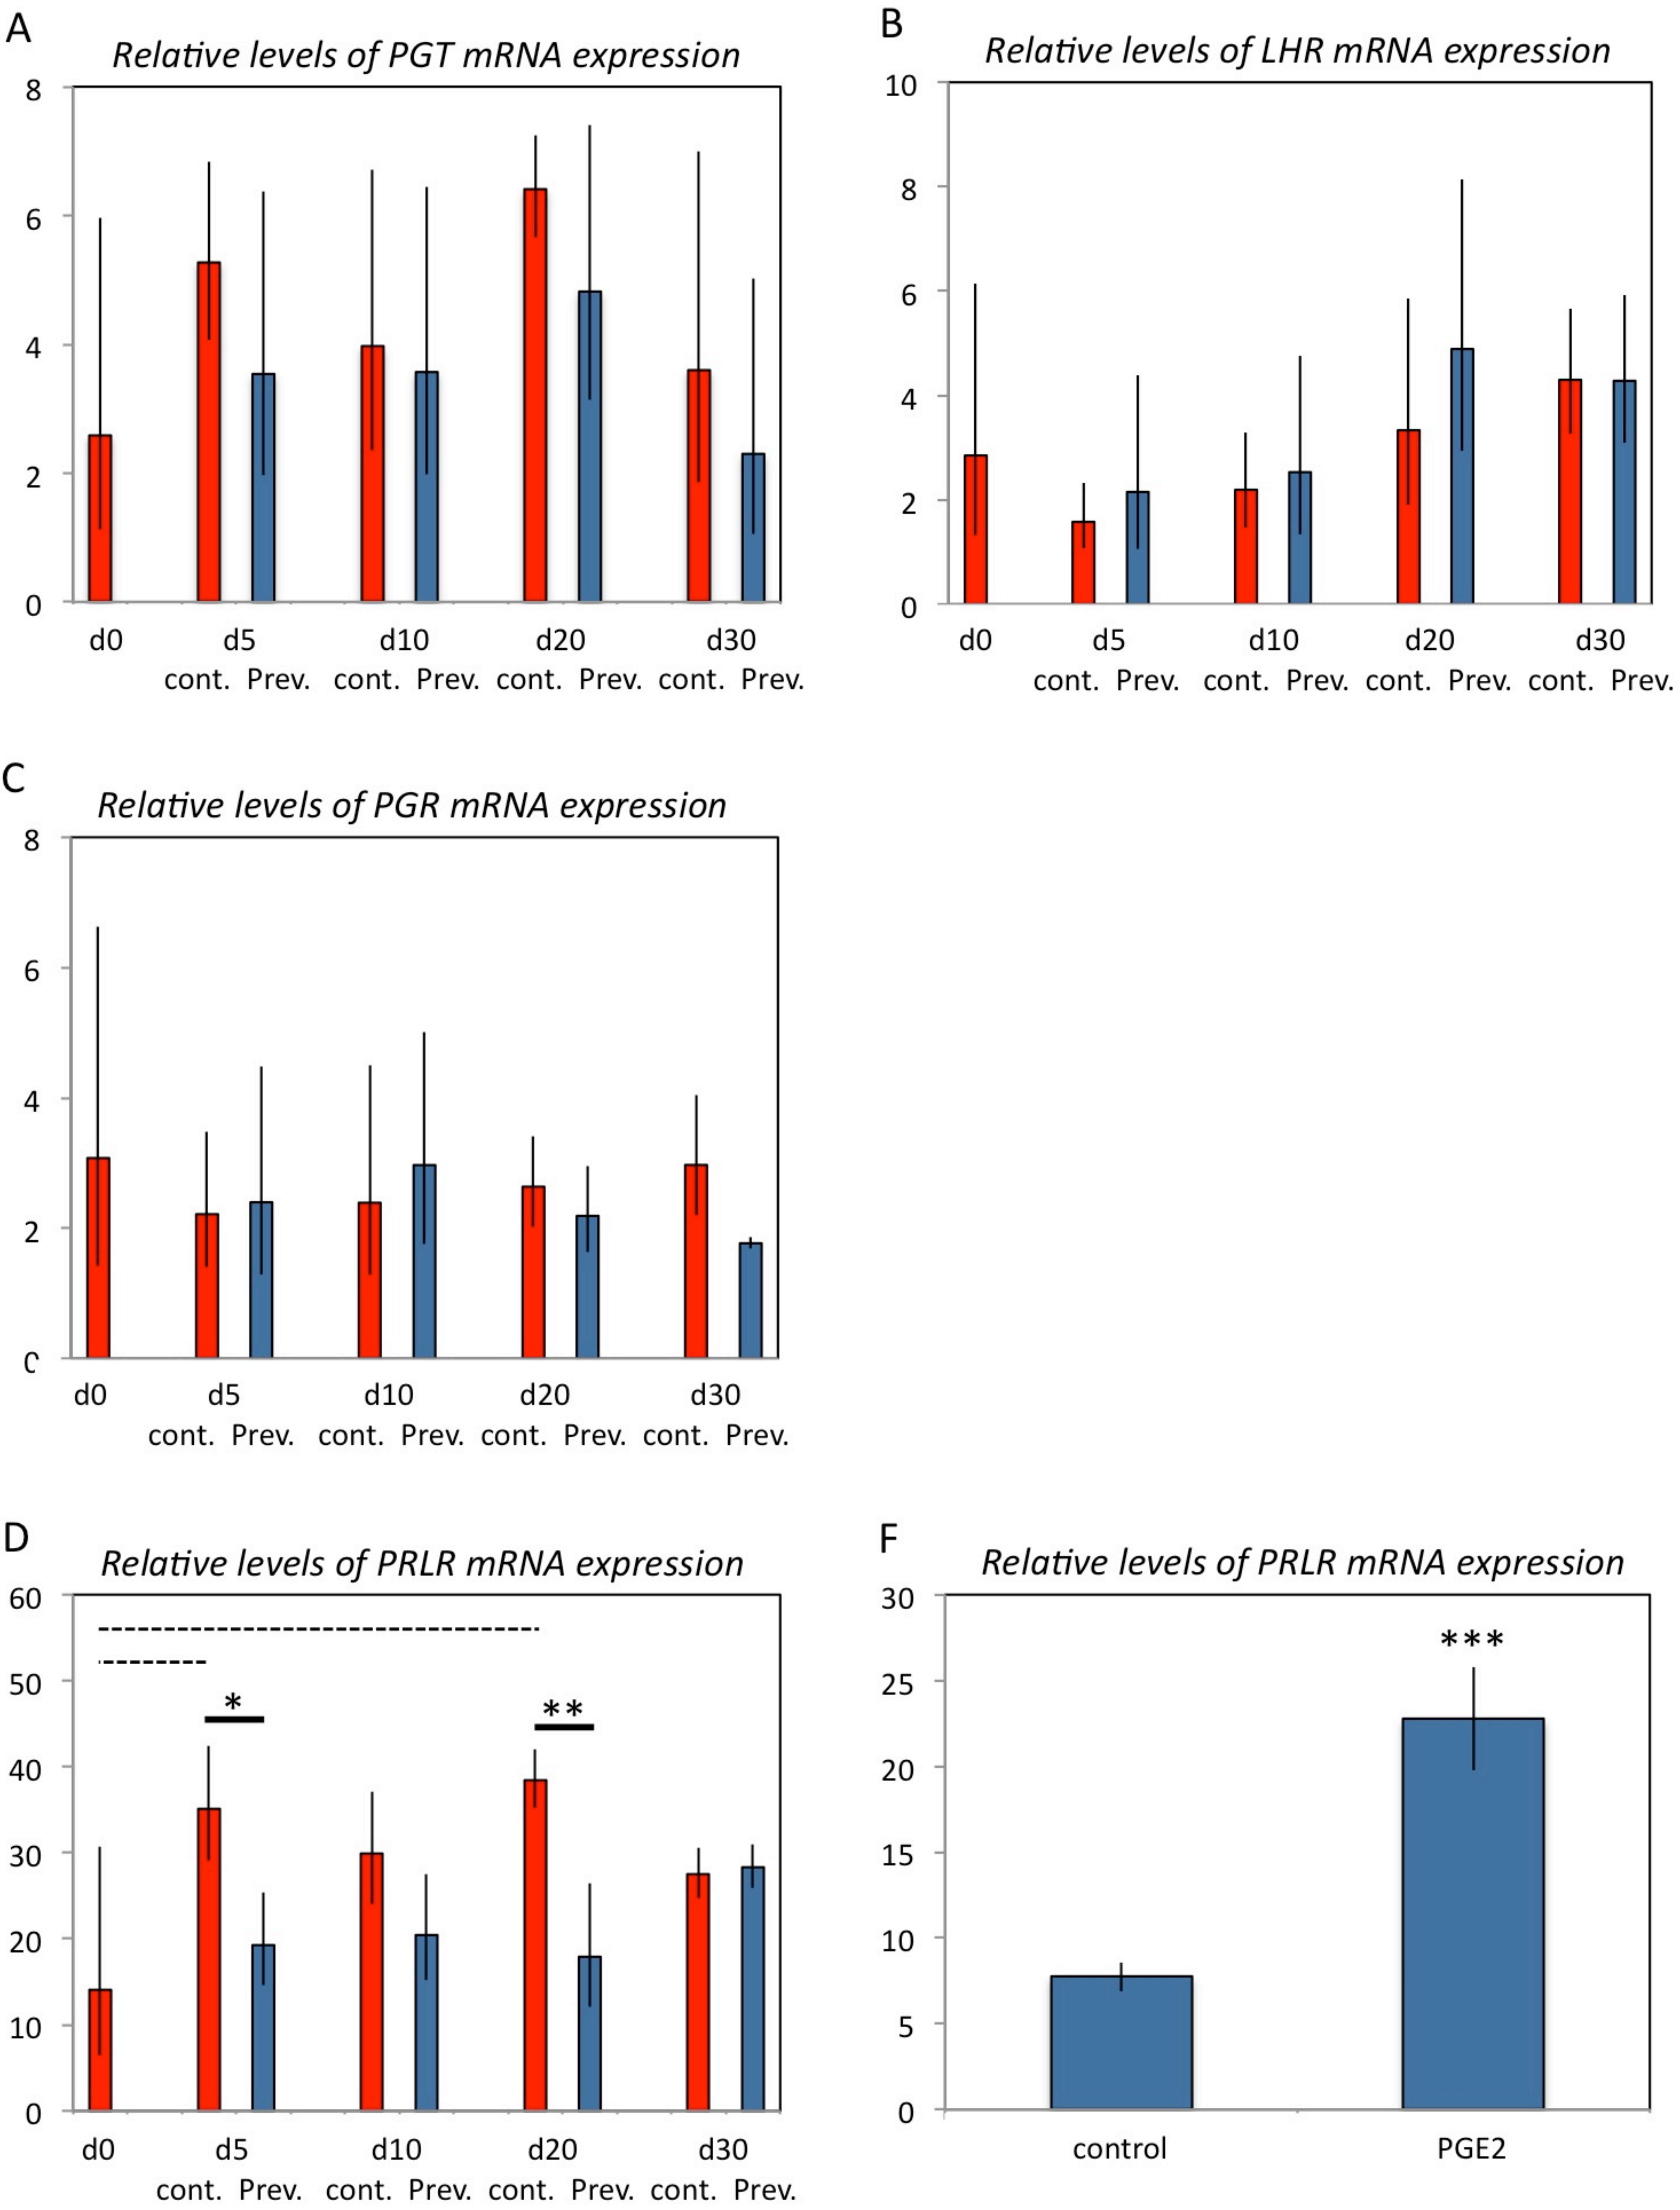 A
Relative levels of PGT mRNA expression
8
6
4
2
0
d0 d5 d10 d20 d30
cont. Prev. cont. Prev. cont. Prev. cont. Prev.
B
Relative levels of LHR mRNA expression
10
8
6
4
2
0
d0 d5 d10 d20 d30
cont. Prev. cont. Prev. cont. Prev. cont. Prev.
C
Relative levels of PGR mRNA expression
8
6
4
2
0
d0 d5 d10 d20 d30
cont. Prev. cont. Prev. cont. Prev. cont. Prev.
D
Relative levels of PRLR mRNA expression
60
50
40
30
20
10
0
* **
d0 d5 d10 d20 d30
cont. Prev. cont. Prev. cont. Prev. cont. Prev.
F
Relative levels of PRLR mRNA expression
30
25
20
15
10
5
0
***
control PGE2